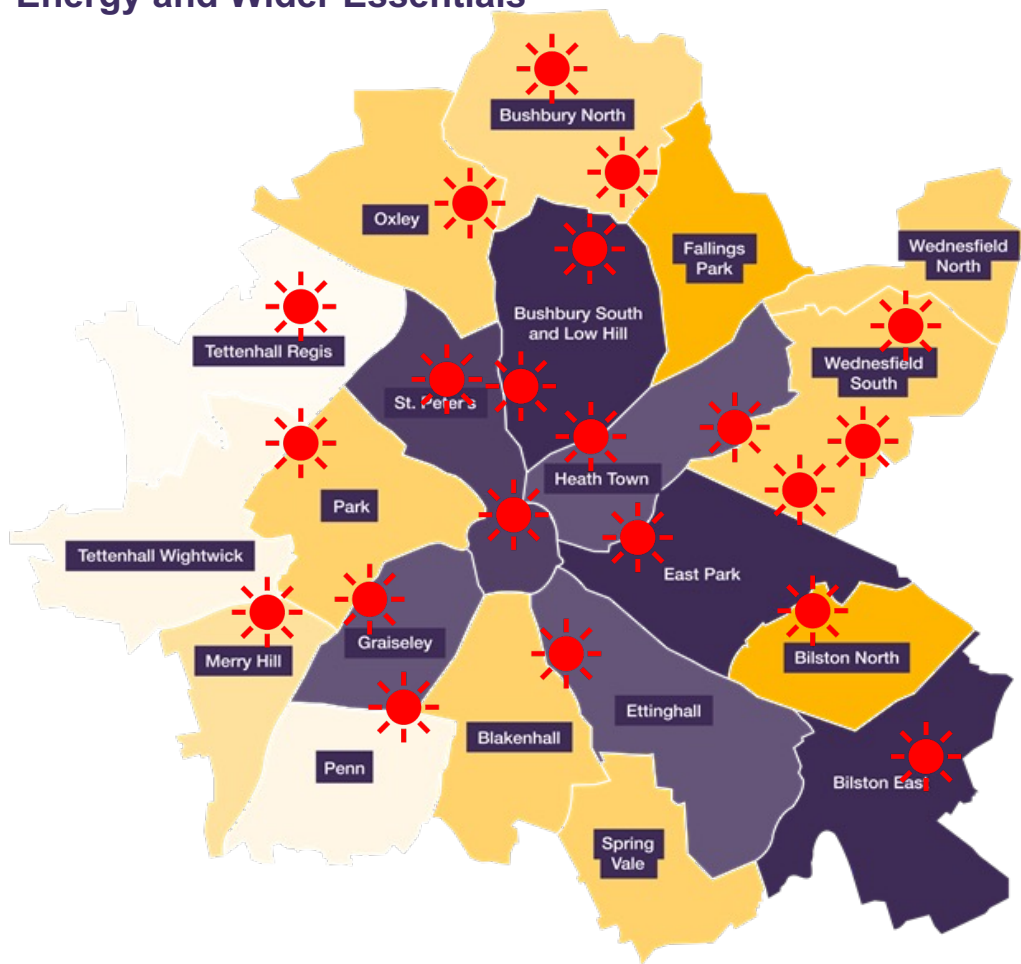 Energy and Wider Essentials
Bushbury North
Oxley
Fallings
Park
Wednesfield
North
Bushbury South
and Low Hill
Tettenhall Regis
Wednesfield
South
St. Peter's
Heath Town
Park
Tettenhall Wightwick
East Park
Graiseley
Merry Hill
Bilston North
Ettinghall
Blakenhall
Penn
Bilston East
Spring
Vale